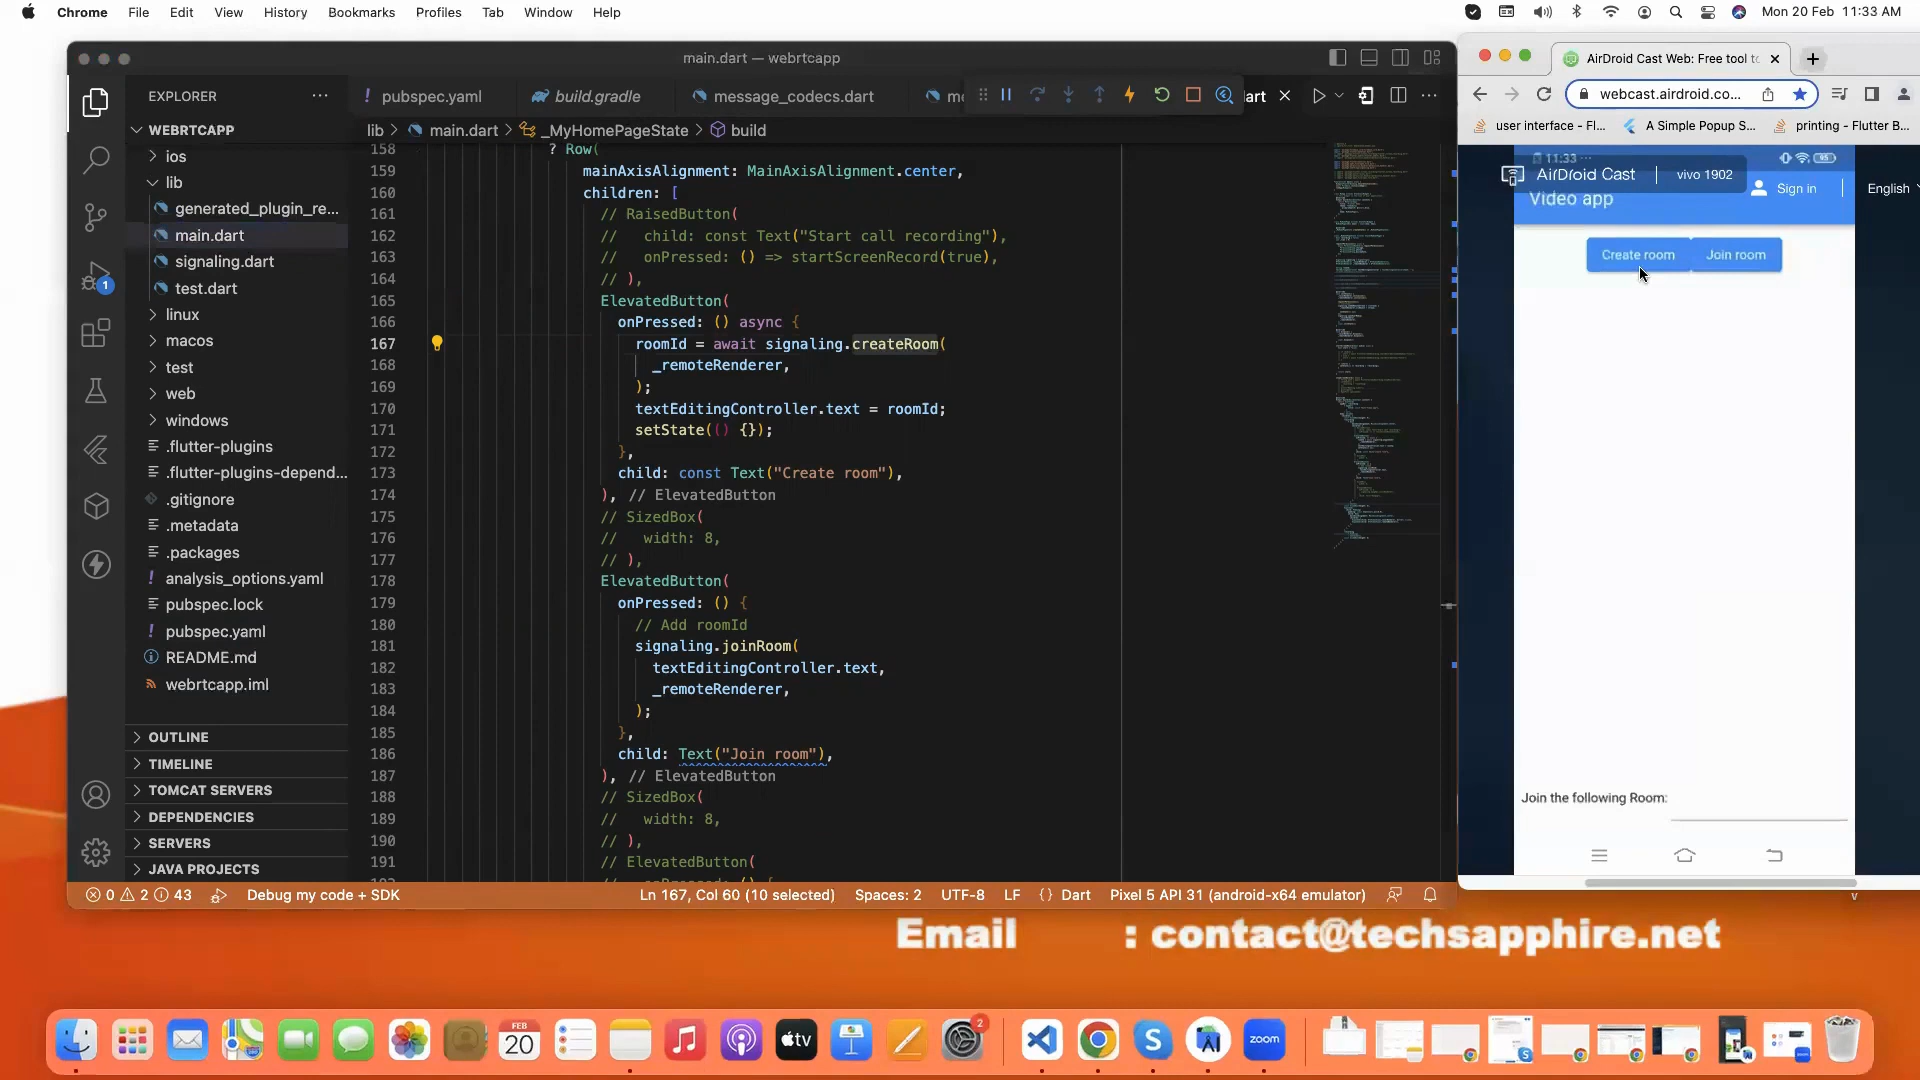 Chrome File Edit View History Bookmarks Profiles Tab Window Help
Mon 20 Feb 11:33 AM
main.dart — webrtcapp
EXPLORER
pubspec.yaml
build.gradle
message_codecs.dart
me
art
WEBRTCAPP
lib main.dart _MyHomePageState build
ios
lib
generated_plugin_re...
main.dart
signaling.dart
test.dart
linux
macos
test
web
windows
.flutter-plugins
.flutter-plugins-depend...
.gitignore
.metadata
.packages
analysis_options.yaml
pubspec.lock
pubspec.yaml
README.md
webrtcapp.iml
OUTLINE
TIMELINE
TOMCAT SERVERS
DEPENDENCIES
SERVERS
JAVA PROJECTS
1
158 ? Row(
159 mainAxisAlignment: MainAxisAlignment.center,
160 children: [
161 // RaisedButton(
162 // child: const Text("Start call recording"),
163 // onPressed: () => startScreenRecord(true),
164 // ),
165 ElevatedButton(
166 onPressed: () async {
167 roomId = await signaling.createRoom(
168 _remoteRenderer,
169 );
170 textEditingController.text = roomId;
171 setState(() {});
172 },
173 child: const Text("Create room"),
174 ), // ElevatedButton
175 // SizedBox(
176 // width: 8,
177 // ),
178 ElevatedButton(
179 onPressed: () {
180 // Add roomId
181 signaling.joinRoom(
182 textEditingController.text,
183 _remoteRenderer,
184 );
185 },
186 child: Text("Join room"),
187 ), // ElevatedButton
188 // SizedBox(
189 // width: 8,
190 // ),
191 // ElevatedButton(
0 2 43 Debug my code + SDK Ln 167, Col 60 (10 selected) Spaces: 2 UTF-8 LF {} Dart Pixel 5 API 31 (android-x64 emulator)
AirDroid Cast Web: Free tool to
webcast.airdroid.co...
user interface - Fl... A Simple Popup S... printing - Flutter B...
11:33
95
AirDroid Cast vivo 1902
Sign in English
Video app
Create room Join room
Join the following Room:
Email : contact@techsapphire.net
FEB
20
tv
2
zoom